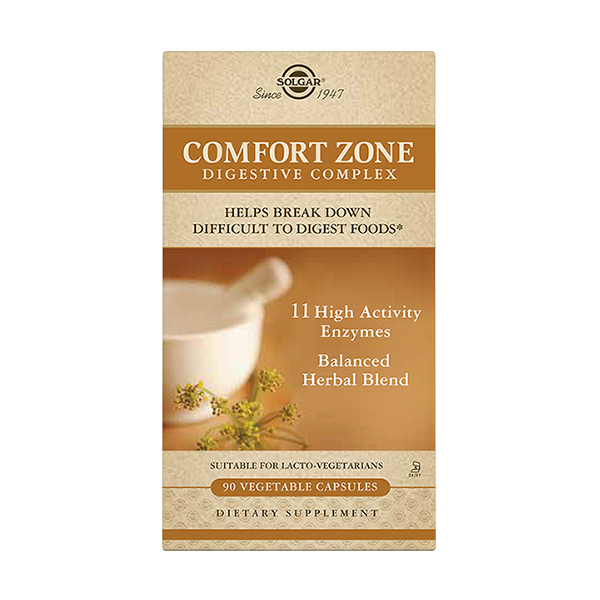 SOLGAR®
Since 1947
COMFORT ZONE
DIGESTIVE COMPLEX
HELPS BREAK DOWN
DIFFICULT TO DIGEST FOODS*
11 High Activity
Enzymes
Balanced
Herbal Blend
SUITABLE FOR LACTO-VEGETARIANS
DAIRY
90 VEGETABLE CAPSULES
DIETARY SUPPLEMENT